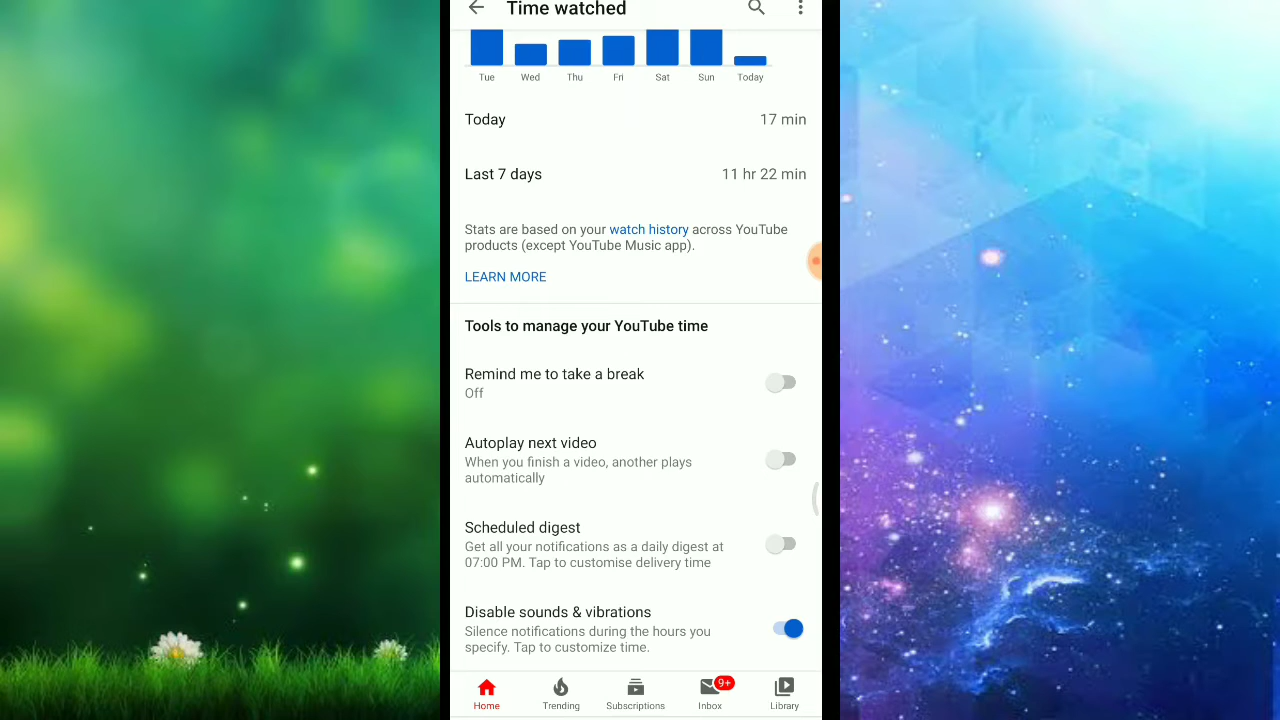 Time watched
Tue Wed Thu Fri Sat Sun Today
Today 17 min
Last 7 days 11 hr 22 min
Stats are based on your watch history across YouTube
products (except YouTube Music app).
LEARN MORE
Tools to manage your YouTube time
Remind me to take a break
Off
Autoplay next video
When you finish a video, another plays
automatically
Scheduled digest
Get all your notifications as a daily digest at
07:00 PM. Tap to customise delivery time
Disable sounds & vibrations
Silence notifications during the hours you
specify. Tap to customize time.
9+
Home Trending Subscriptions Inbox Library